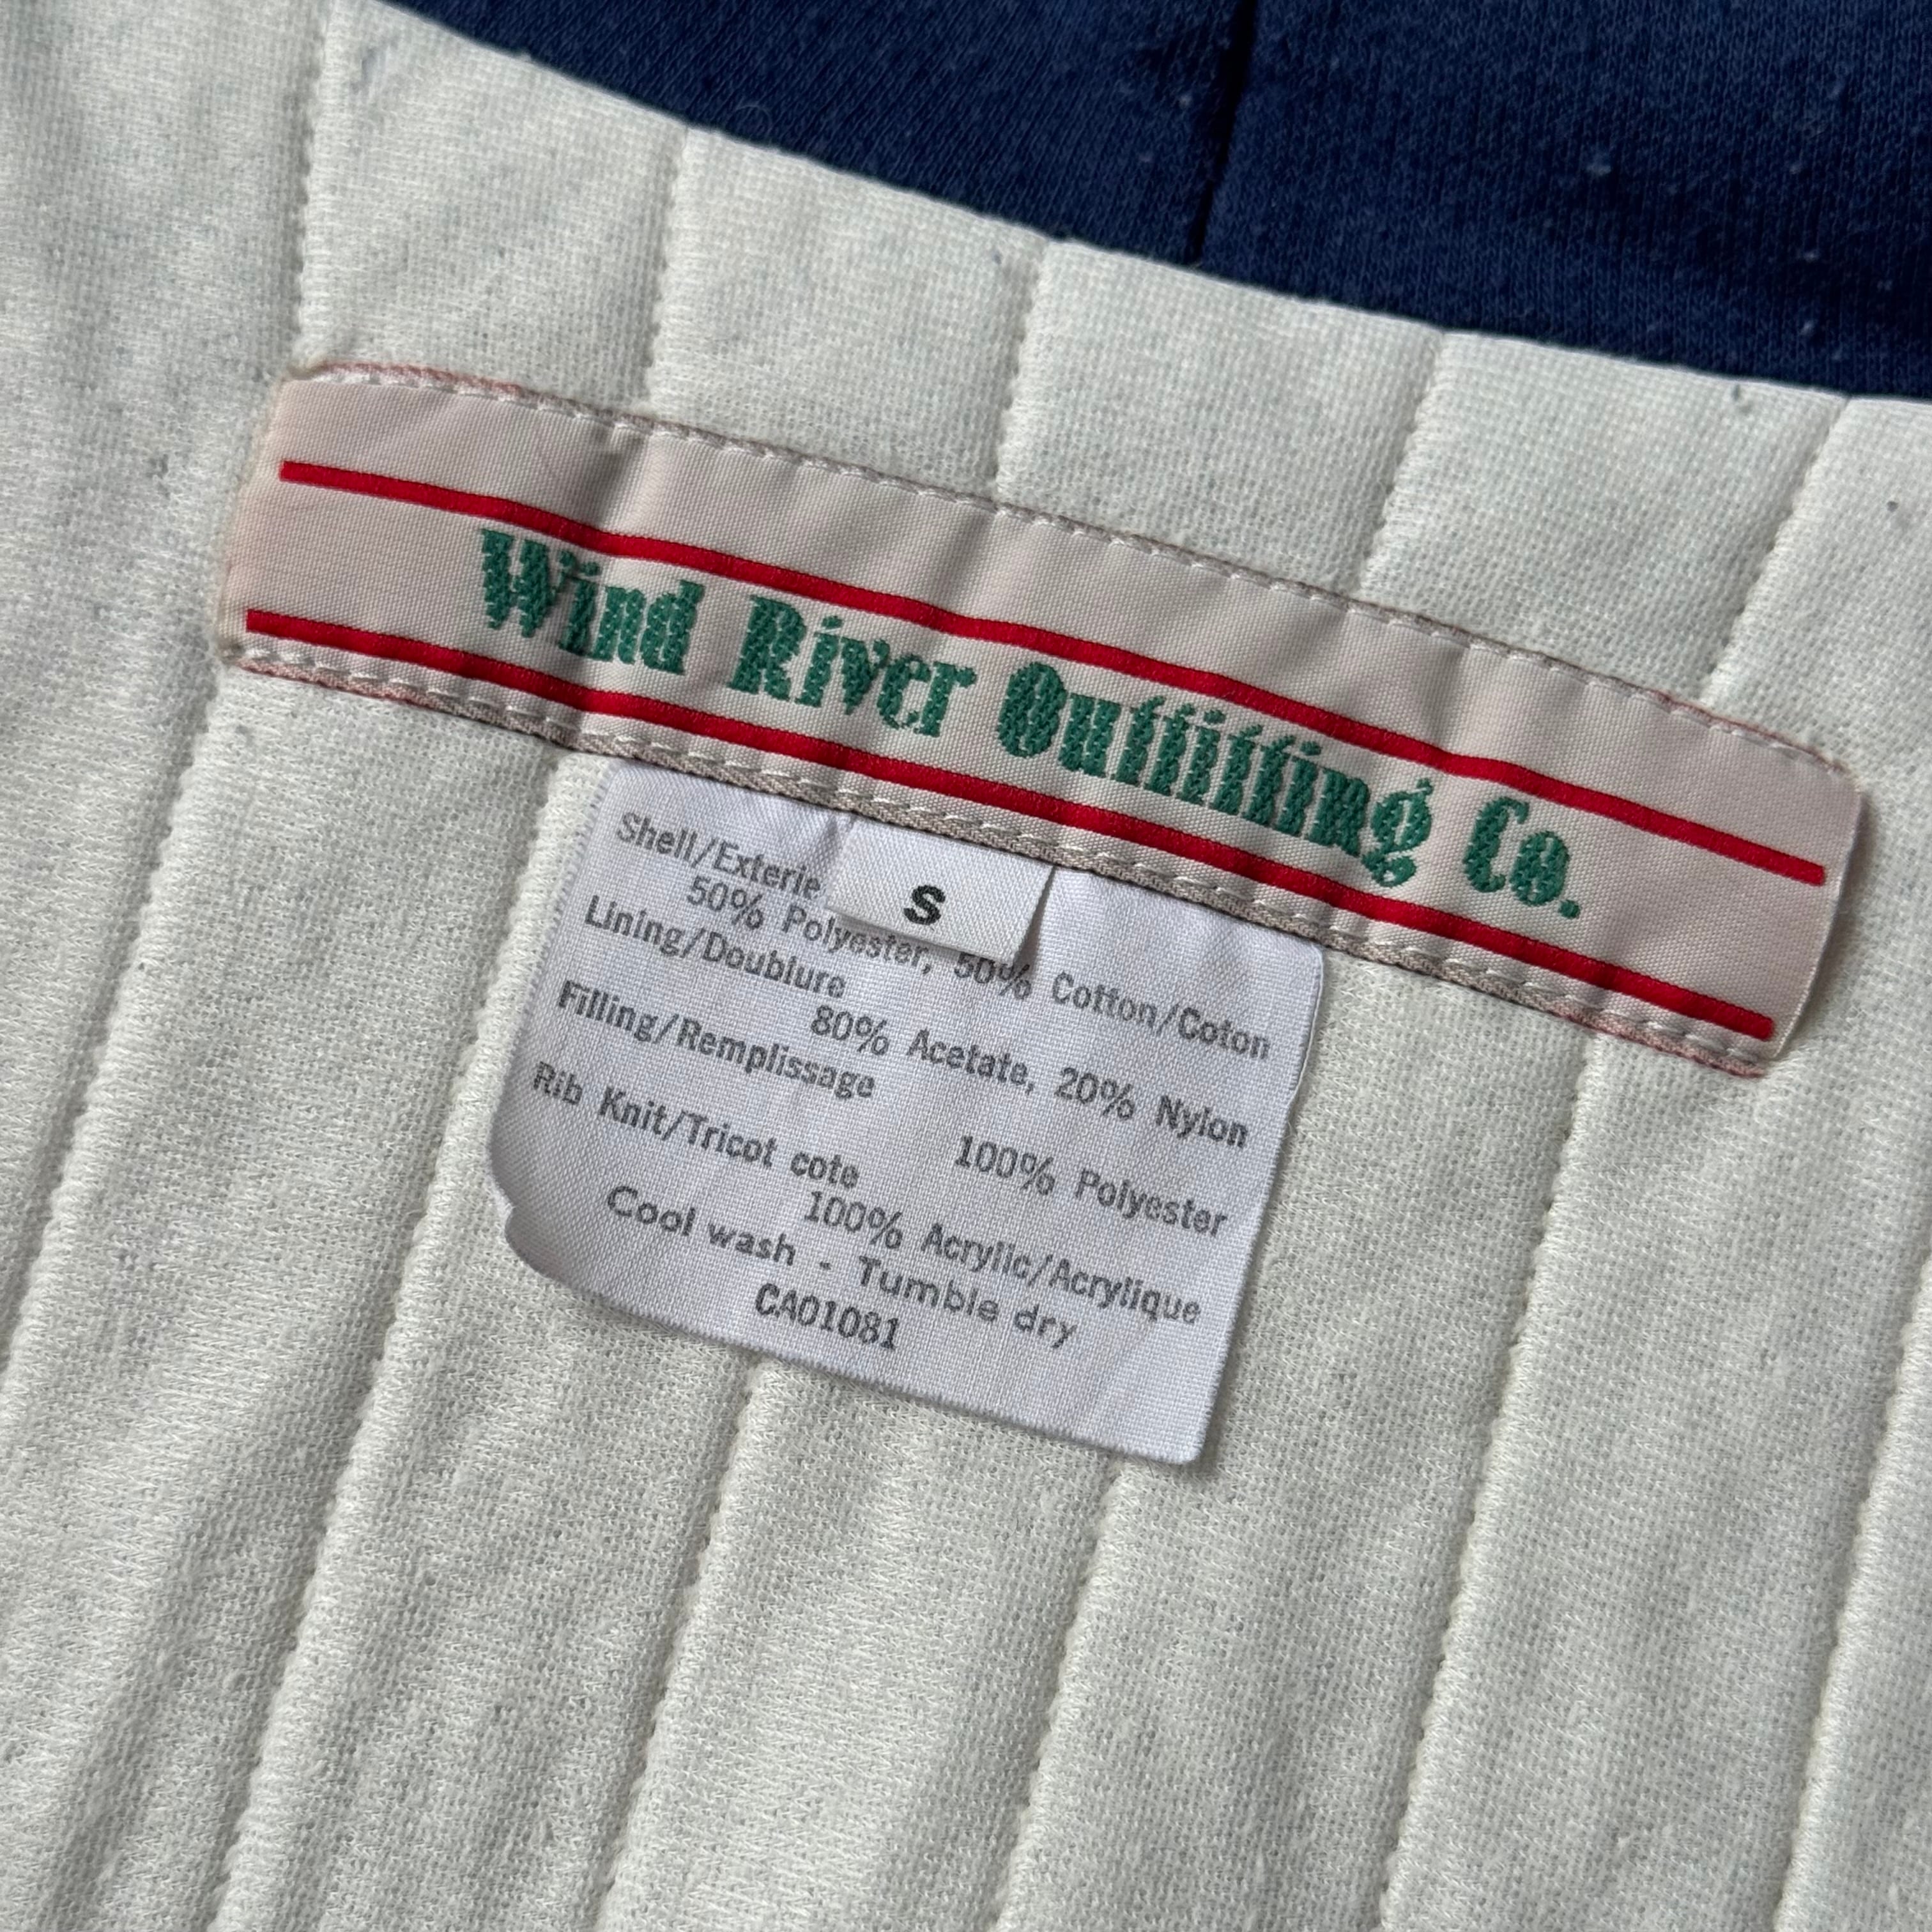 Wind River Outfitting Co.
S
Shell/Exterie
50% Polyester, 50% Cotton/Coton
Lining/Doublure
80% Acetate, 20% Nylon
Filling/Remplissage
100% Polyester
Rib Knit/Tricot cote
100% Acrylic/Acrylique
Cool wash - Tumble dry
CA01081